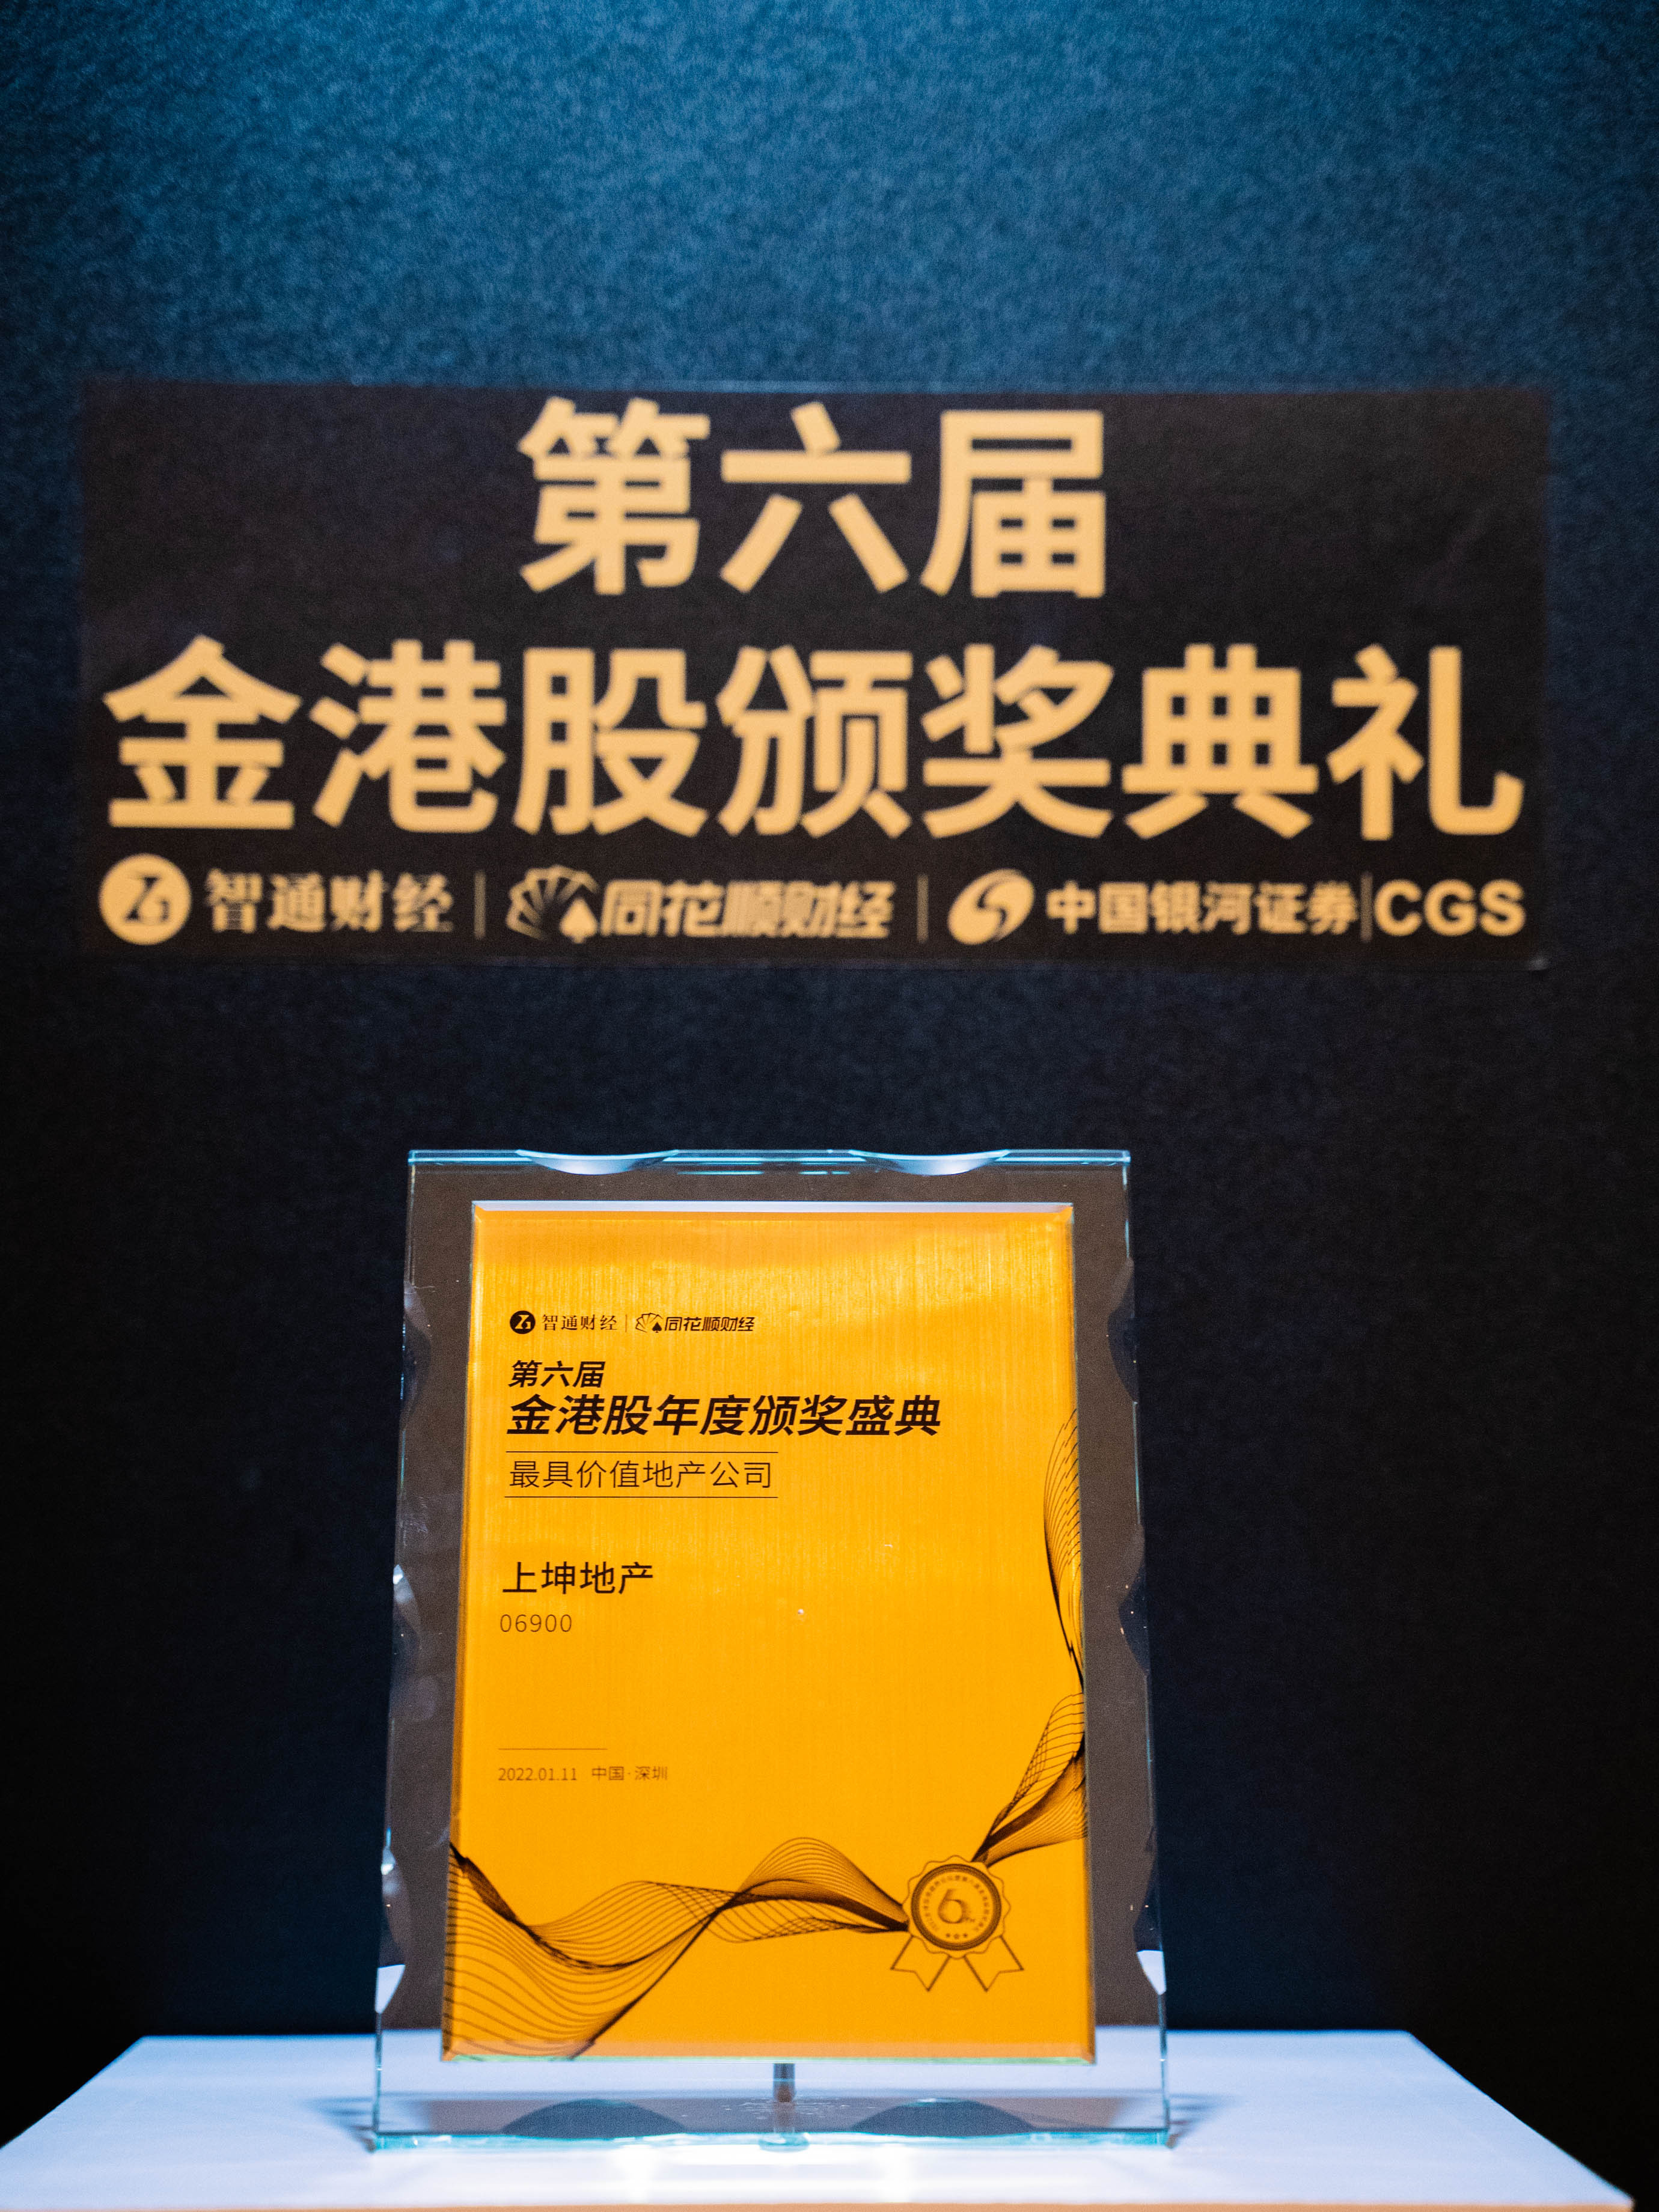 第六届
金港股颁奖典礼
智通财经 | 同花顺财经 | 中国银河证券|CGS
智通财经 | 同花顺财经
第六届
金港股年度颁奖盛典
最具价值地产公司
上坤地产
06900
2022.01.11 中国·深圳
6